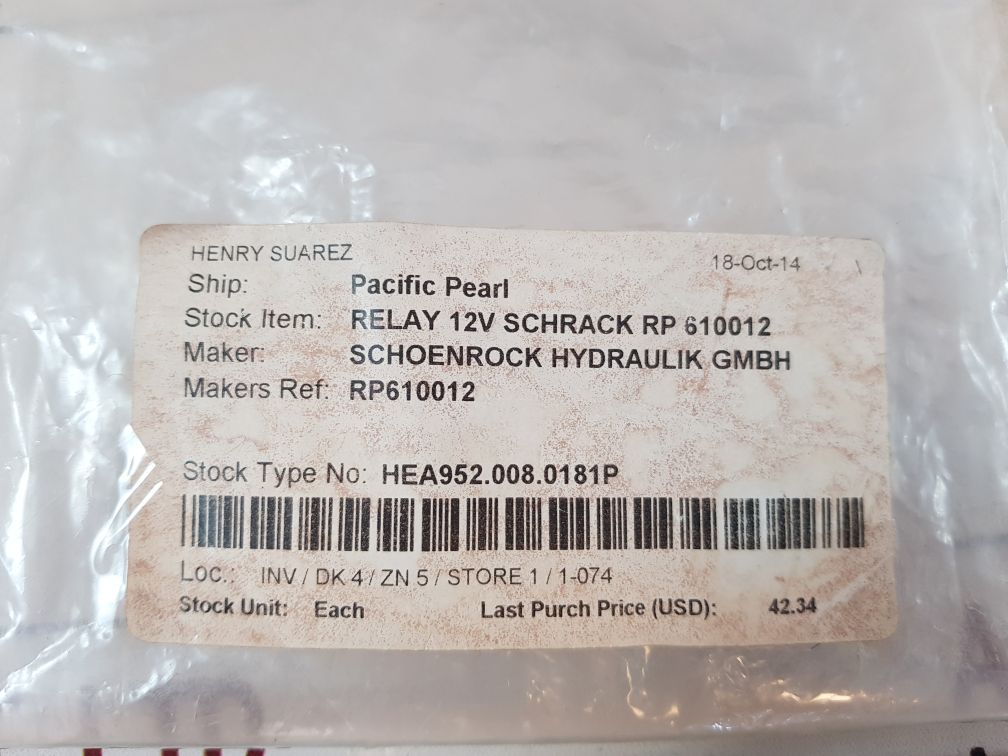 HENRY SUAREZ 18-Oct-14
Ship: Pacific Pearl
Stock Item: RELAY 12V SCHRACK RP 610012
Maker: SCHOENROCK HYDRAULIK GMBH
Makers Ref: RP610012
Stock Type No: HEA952.008.0181P
Loc.: INV / DK 4 / ZN 5 / STORE 1 / 1-074
Stock Unit: Each Last Purch Price (USD): 42.34